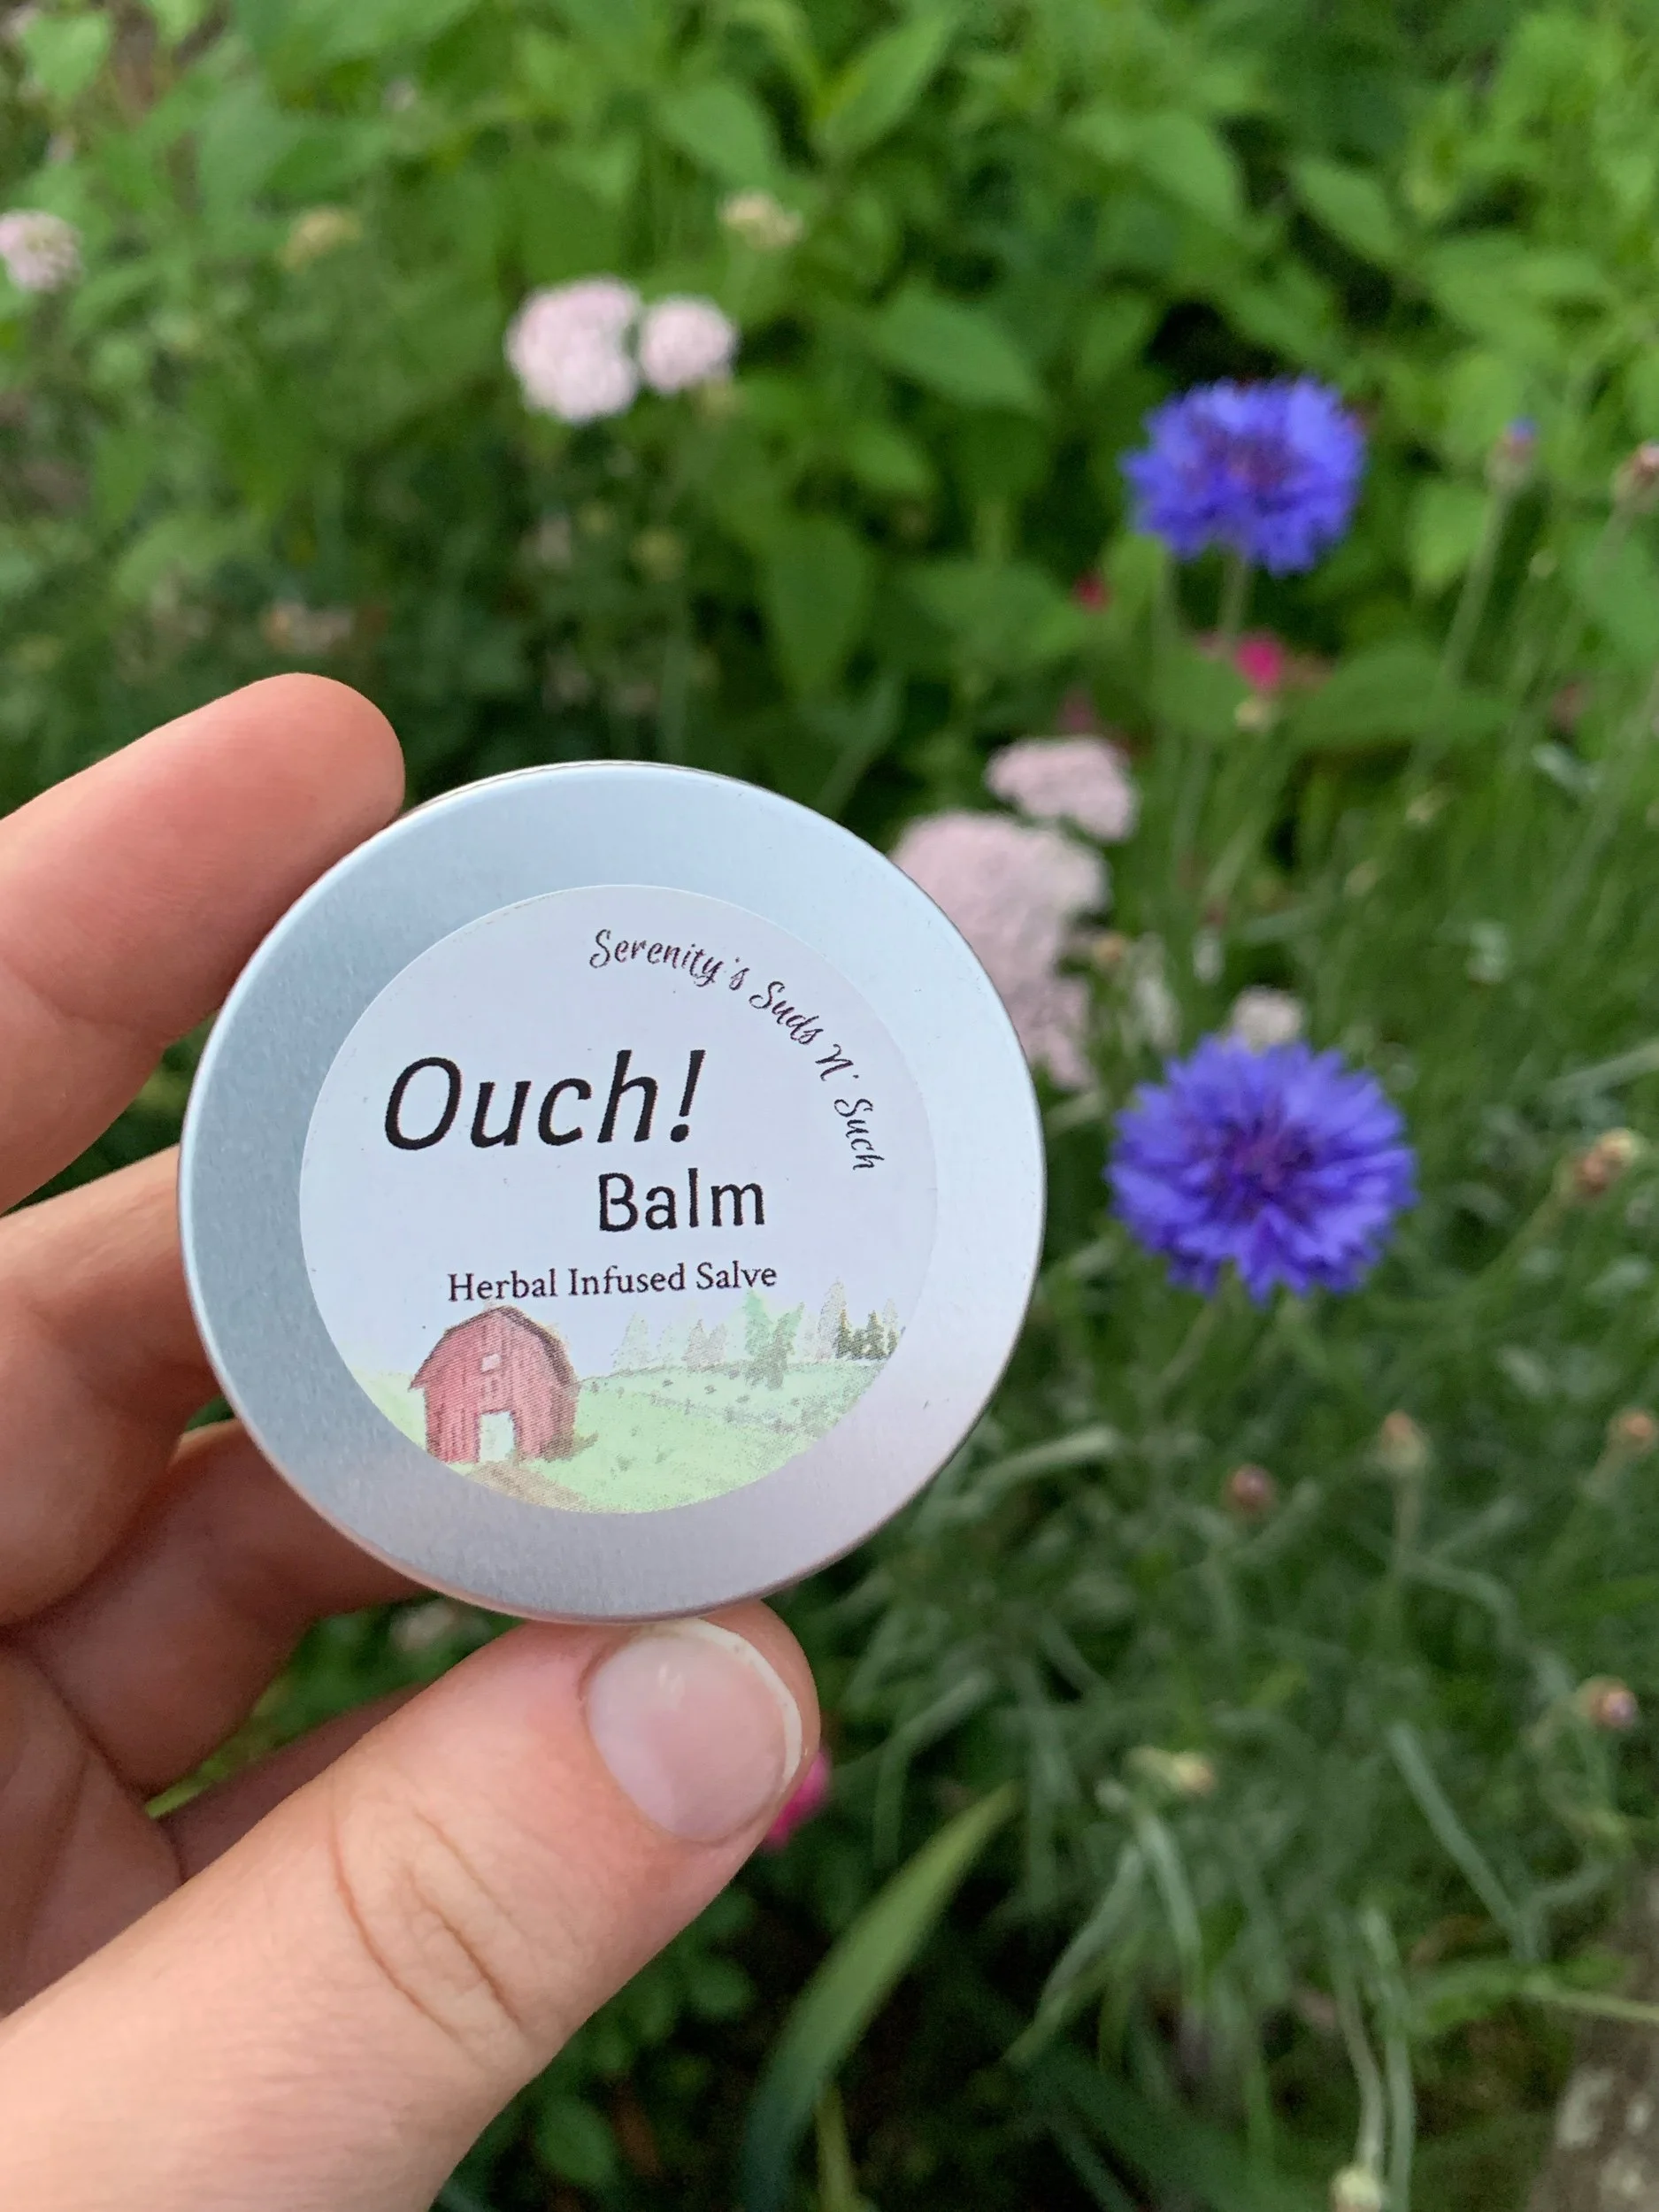 Serenity's Suds N' Such
Ouch!
Balm
Herbal Infused Salve